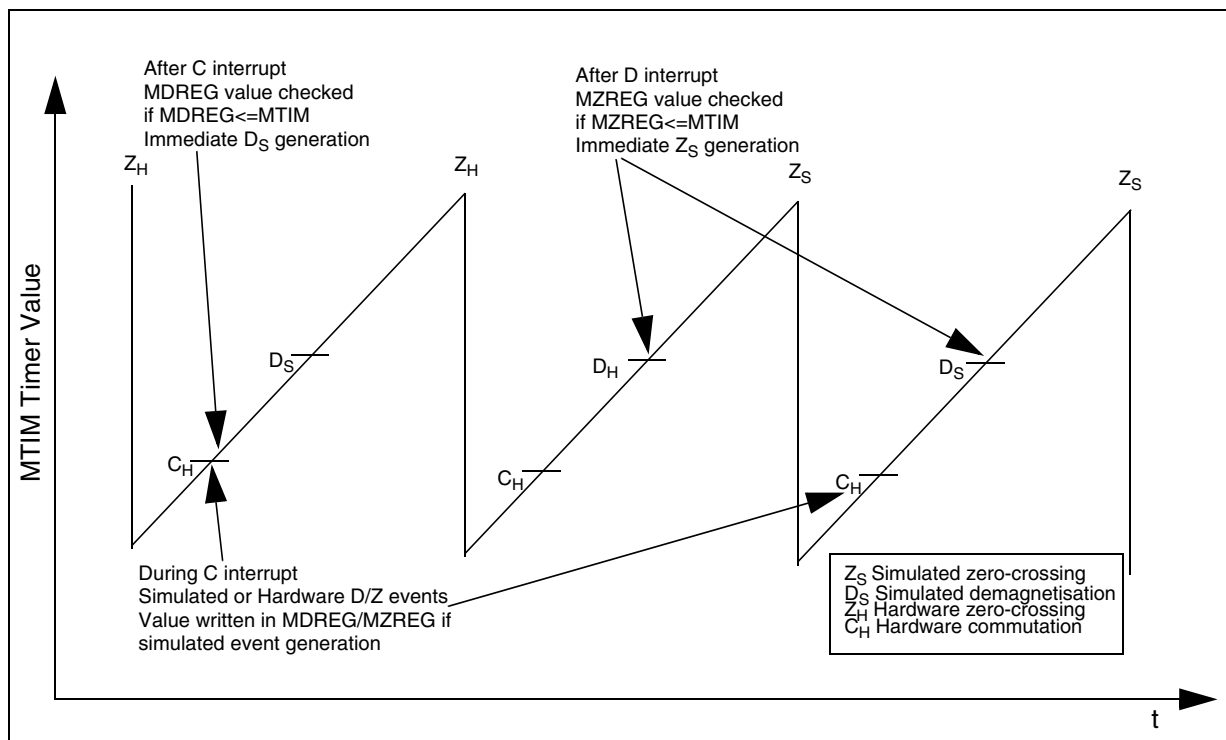 After C interrupt
MDREG value checked
if MDREG<=MTIM
Immediate DS generation
After D interrupt
MZREG value checked
if MZREG<=MTIM
Immediate ZS generation
ZH
ZH
ZS
ZS
MTIM Timer Value
DS
DH
DS
CH
CH
CH
During C interrupt
Simulated or Hardware D/Z events
Value written in MDREG/MZREG if
simulated event generation
ZS Simulated zero-crossing
DS Simulated demagnetisation
ZH Hardware zero-crossing
CH Hardware commutation
t